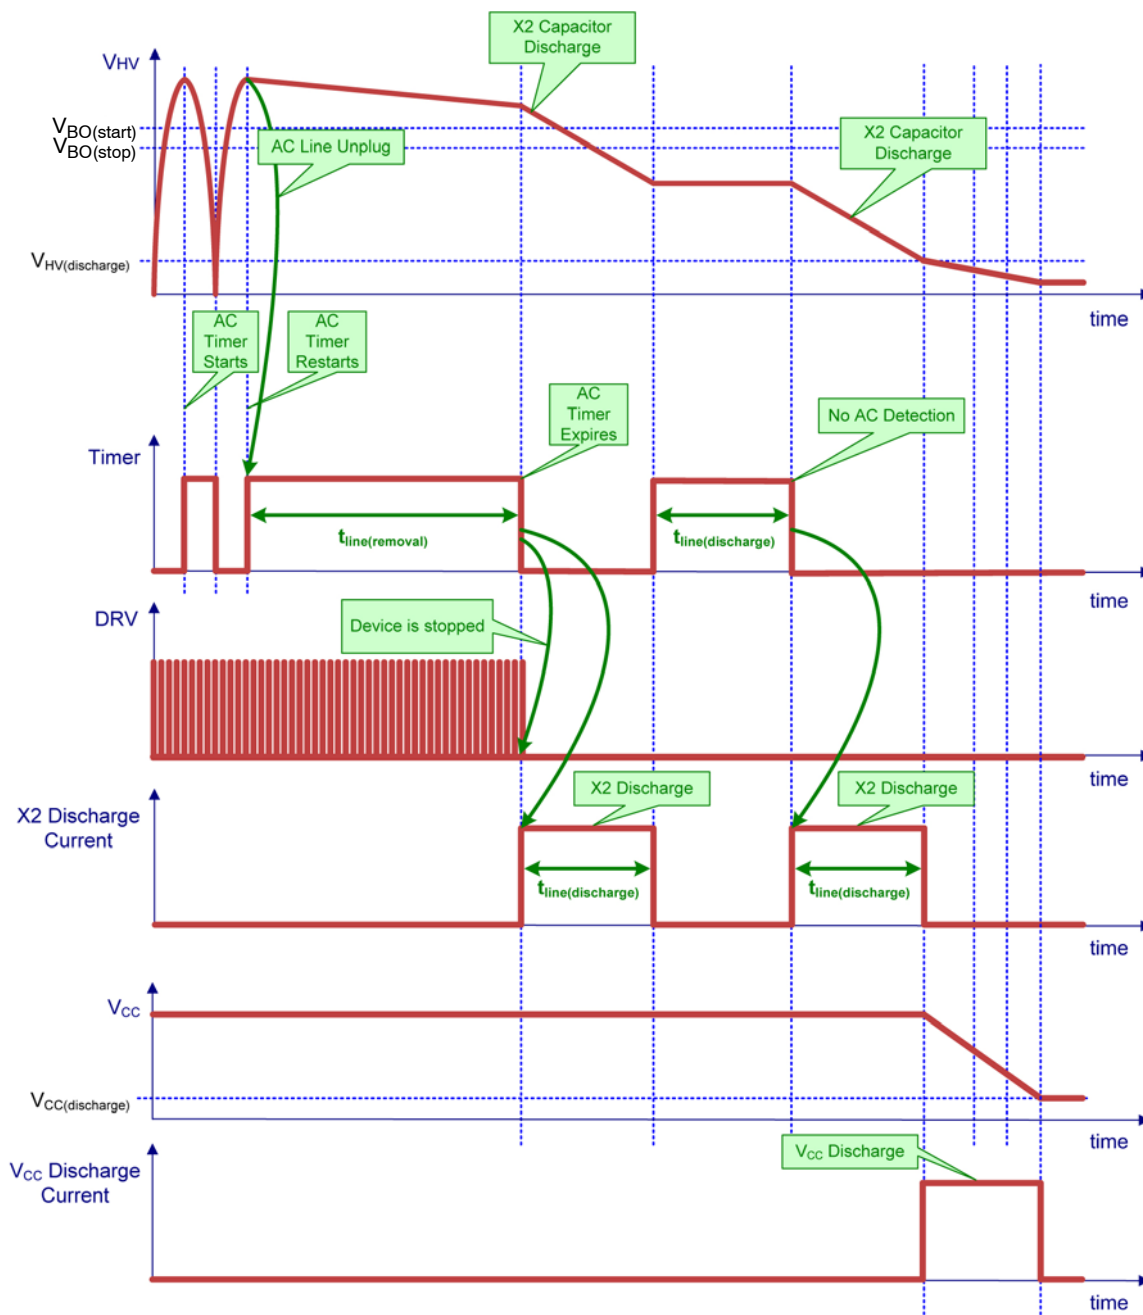 X2 Capacitor
Discharge
VHV
VBO(start)
VBO(stop)
AC Line Unplug
X2 Capacitor
Discharge
VHV(discharge)
time
AC
Timer
Starts
AC
Timer
Restarts
AC
Timer
Expires
No AC Detection
Timer
tline(removal)
tline(discharge)
time
DRV
Device is stopped
time
X2 Discharge
X2 Discharge
X2 Discharge
Current
tline(discharge)
tline(discharge)
time
VCC
VCC(discharge)
time
VCC Discharge
VCC Discharge
Current
time